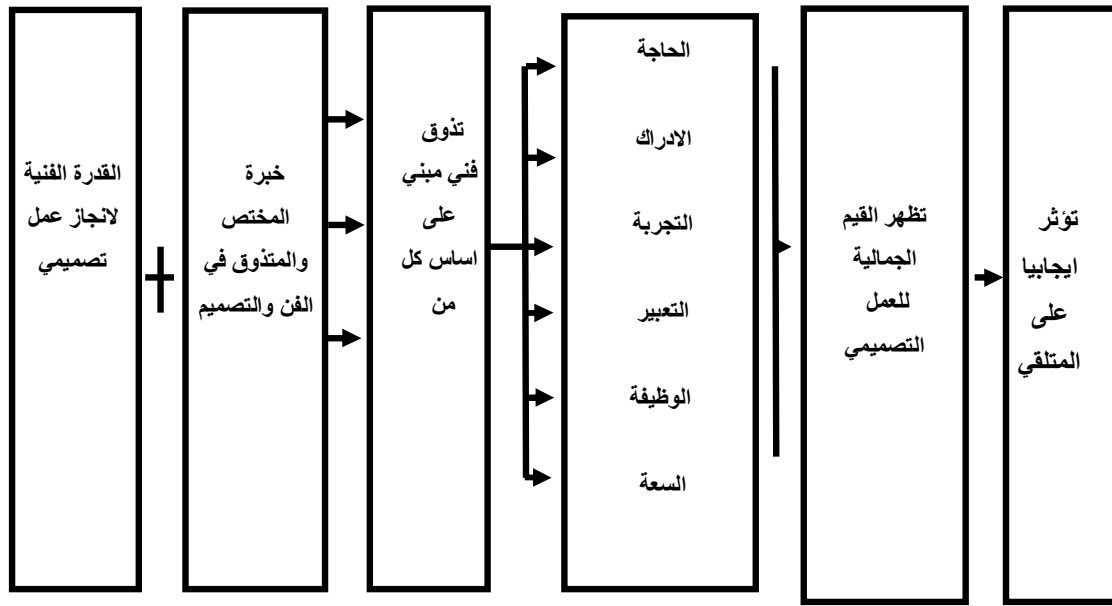 القدرة الفنية
لانجاز عمل
تصميمي
خبرة
المختص
والمتذوق في
الفن والتصميم
تذوق
فني مبني
على
اساس كل
من
الحاجة
الادراك
التجربة
التعبير
الوظيفة
السعة
تظهر القيم
الجمالية
للعمل
التصميمي
تؤثر
ايجابيا
على
المتلقي